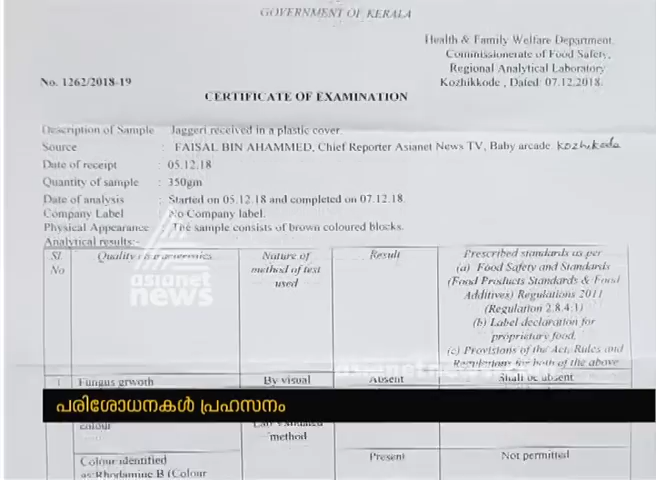 GOVERNMENT OF KERALA
Health & Family Welfare Department,
Commissionerate of Food Safety,
Regional Analytical Laboratory
Kozhikkode , Dated 07.12.2018.
No. 1262/2018-19
CERTIFICATE OF EXAMINATION
Description of Sample Jaggeri received in a plastic cover
Source : FAISAL BIN AHAMMED, Chief Reporter Asianet News TV, Baby arcade Kozhikode
Date of receipt : 05.12.18
Quantity of sample : 350gm
Date of analysis : Started on 05.12.18 and completed on 07.12.18.
Company Label : No Company label.
Physical Appearance : The sample consists of brown coloured blocks.
Analytical results:-
Sl No Quality characteristics Nature of method of test used Result Prescribed standards as per
(a) Food Safety and Standards
(Food Products Standards & Food
Additives) Regulations 2011
(Regulation 2.8.4:1)
(b) Label declaration for
proprietary food.
(c) Provisions of the Act, Rules and
Regulations for both of the above
1 Fungus grwoth By visual Absent Shall be absent
colour
method
Colour identified Present Not permitted
as Rhodamine B (Colour
asianet
news
പരിശോധനകൾ പ്രഹസനം